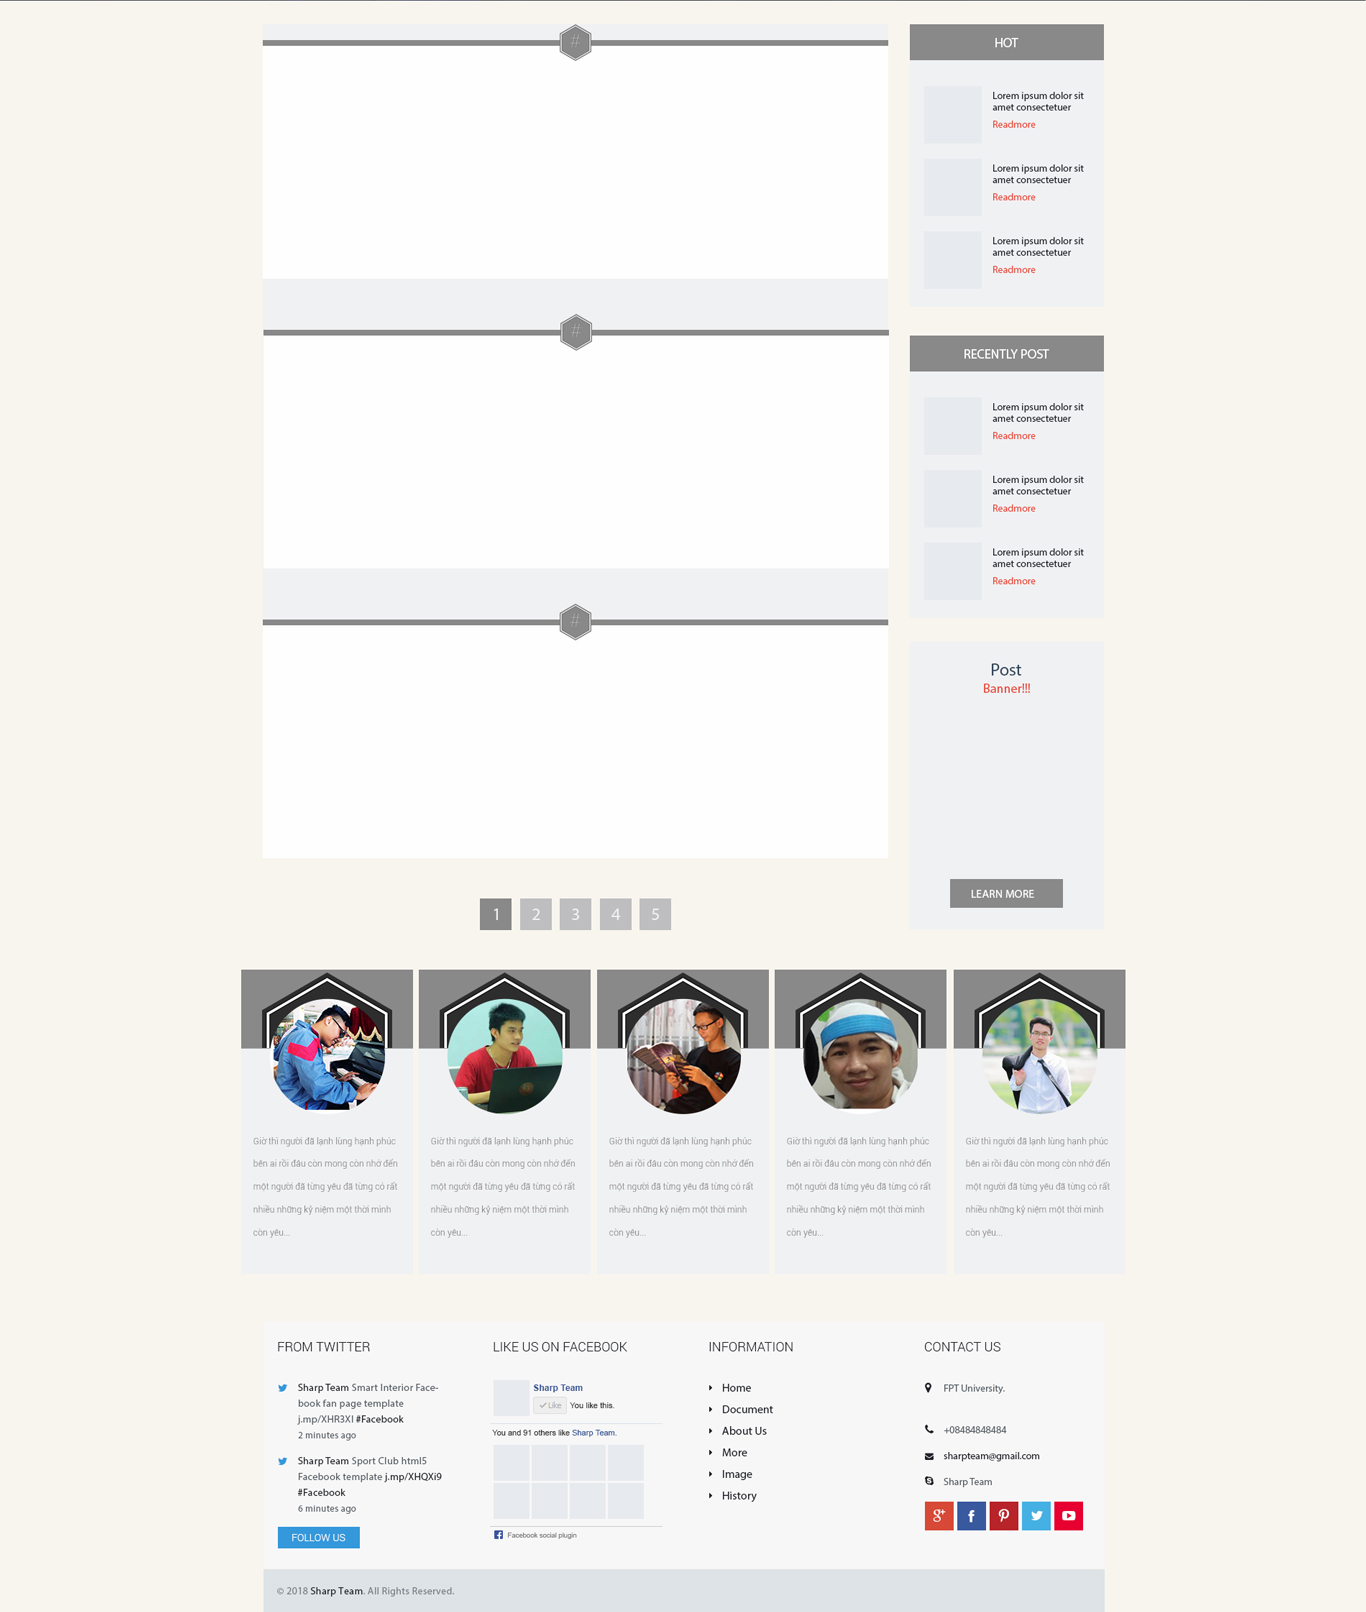 #
#
#
HOT
Lorem ipsum dolor sit
amet consectetuer
Readmore
Lorem ipsum dolor sit
amet consectetuer
Readmore
Lorem ipsum dolor sit
amet consectetuer
Readmore
RECENTLY POST
Lorem ipsum dolor sit
amet consectetuer
Readmore
Lorem ipsum dolor sit
amet consectetuer
Readmore
Lorem ipsum dolor sit
amet consectetuer
Readmore
Post
Banner!!!
LEARN MORE
1 2 3 4 5
Giờ thì người đã lạnh lùng hạnh phúc
bên ai rồi đâu còn mong còn nhớ đến
một người đã từng yêu đã từng có rất
nhiều những kỷ niệm một thời mình
còn yêu...
Giờ thì người đã lạnh lùng hạnh phúc
bên ai rồi đâu còn mong còn nhớ đến
một người đã từng yêu đã từng có rất
nhiều những kỷ niệm một thời mình
còn yêu...
Giờ thì người đã lạnh lùng hạnh phúc
bên ai rồi đâu còn mong còn nhớ đến
một người đã từng yêu đã từng có rất
nhiều những kỷ niệm một thời mình
còn yêu...
Giờ thì người đã lạnh lùng hạnh phúc
bên ai rồi đâu còn mong còn nhớ đến
một người đã từng yêu đã từng có rất
nhiều những kỷ niệm một thời mình
còn yêu...
Giờ thì người đã lạnh lùng hạnh phúc
bên ai rồi đâu còn mong còn nhớ đến
một người đã từng yêu đã từng có rất
nhiều những kỷ niệm một thời mình
còn yêu...
FROM TWITTER
Sharp Team Smart Interior Face-
book fan page template
j.mp/XHR3XI #Facebook
2 minutes ago
Sharp Team Sport Club html5
Facebook template j.mp/XHQXi9
#Facebook
6 minutes ago
FOLLOW US
LIKE US ON FACEBOOK
Sharp Team
Like You like this.
You and 91 others like Sharp Team.
Facebook social plugin
INFORMATION
Home
Document
About Us
More
Image
History
CONTACT US
FPT University.
+08484848484
sharpteam@gmail.com
Sharp Team
© 2018 Sharp Team. All Rights Reserved.